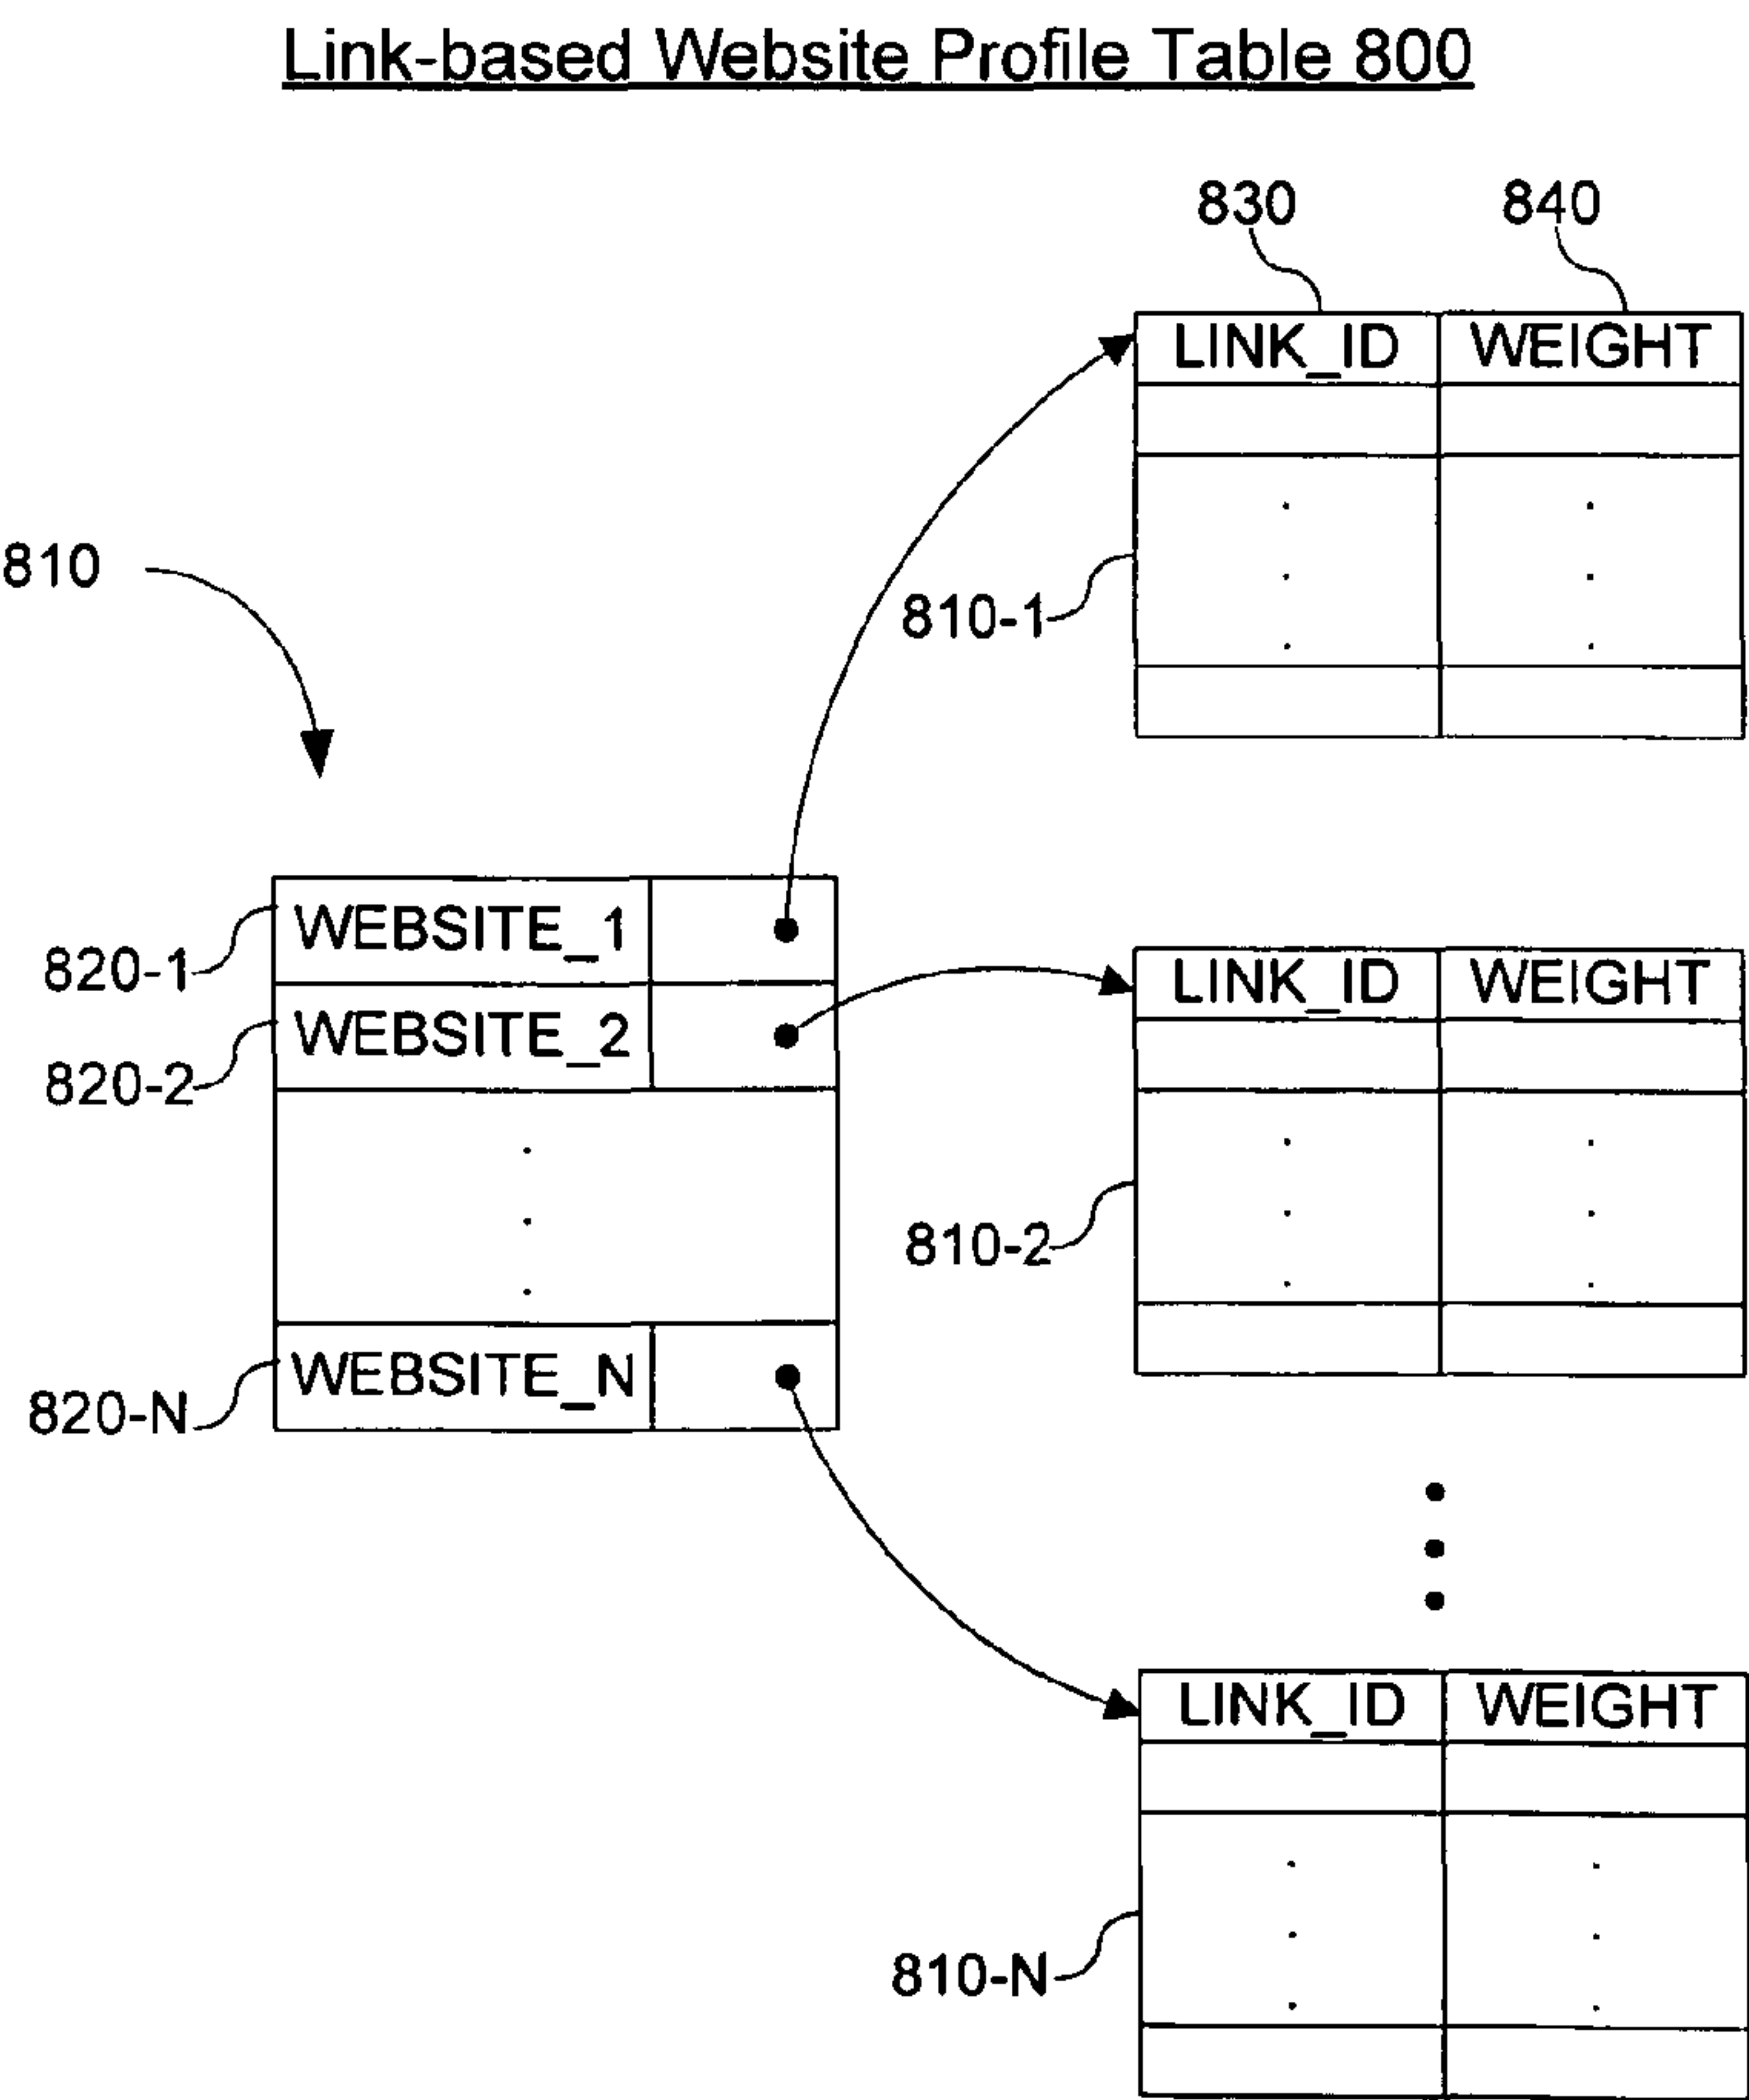 Link-based Website Profile Table 800
830 840
LINK_ID WEIGHT
810
810-1
WEBSITE_1
820-1
LINK_ID WEIGHT
WEBSITE_2
820-2
810-2
WEBSITE_N
820-N
LINK_ID WEIGHT
810-N